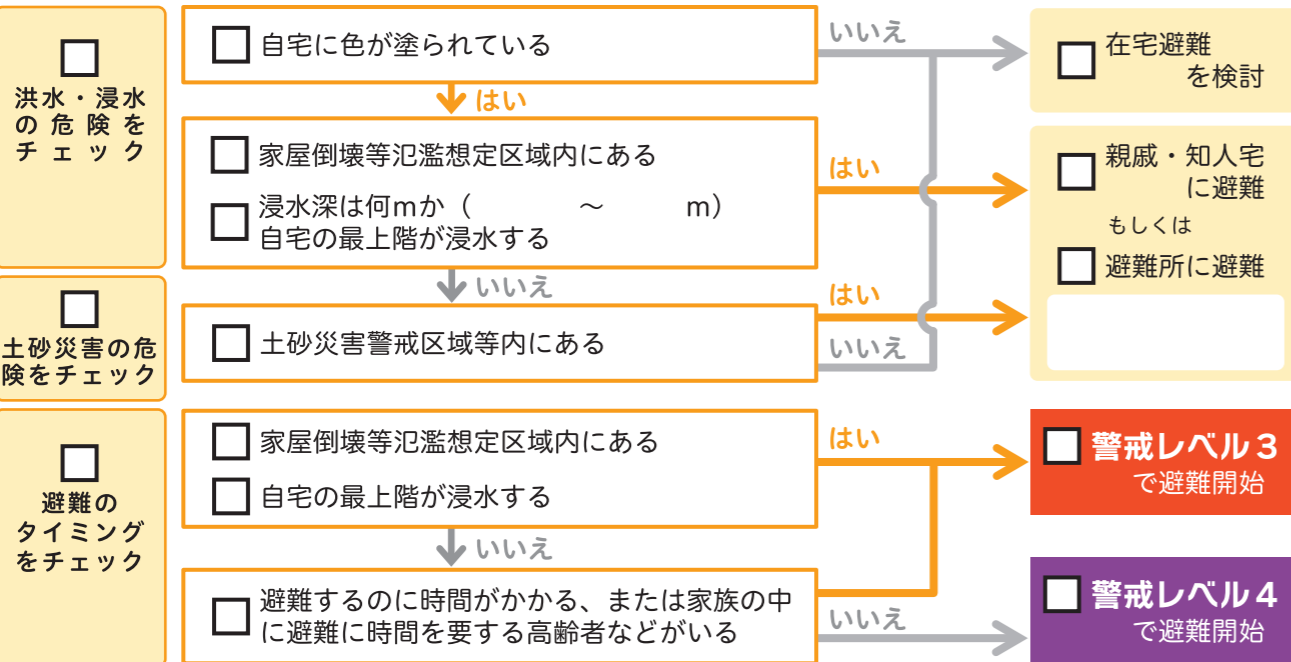 洪水・浸水
の危険を
チェック
自宅に色が塗られている
いいえ
在宅避難
を検討
はい
家屋倒壊等氾濫想定区域内にある
浸水深は何mか（　　　～　　　m）
自宅の最上階が浸水する
はい
親戚・知人宅
に避難
もしくは
避難所に避難
いいえ
土砂災害の危
険をチェック
土砂災害警戒区域等内にある
はい
いいえ
避難の
タイミング
をチェック
家屋倒壊等氾濫想定区域内にある
自宅の最上階が浸水する
はい
警戒レベル3
で避難開始
いいえ
避難するのに時間がかかる、または家族の中
に避難に時間を要する高齢者などがいる
いいえ
警戒レベル4
で避難開始